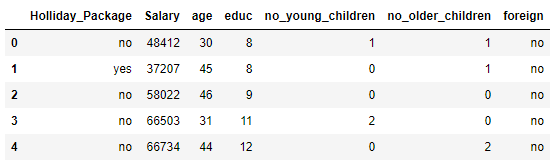 Holliday_Package Salary age educ no_young_children no_older_children foreign
0 no 48412 30 8 1 1 no
1 yes 37207 45 8 0 1 no
2 no 58022 46 9 0 0 no
3 no 66503 31 11 2 0 no
4 no 66734 44 12 0 2 no